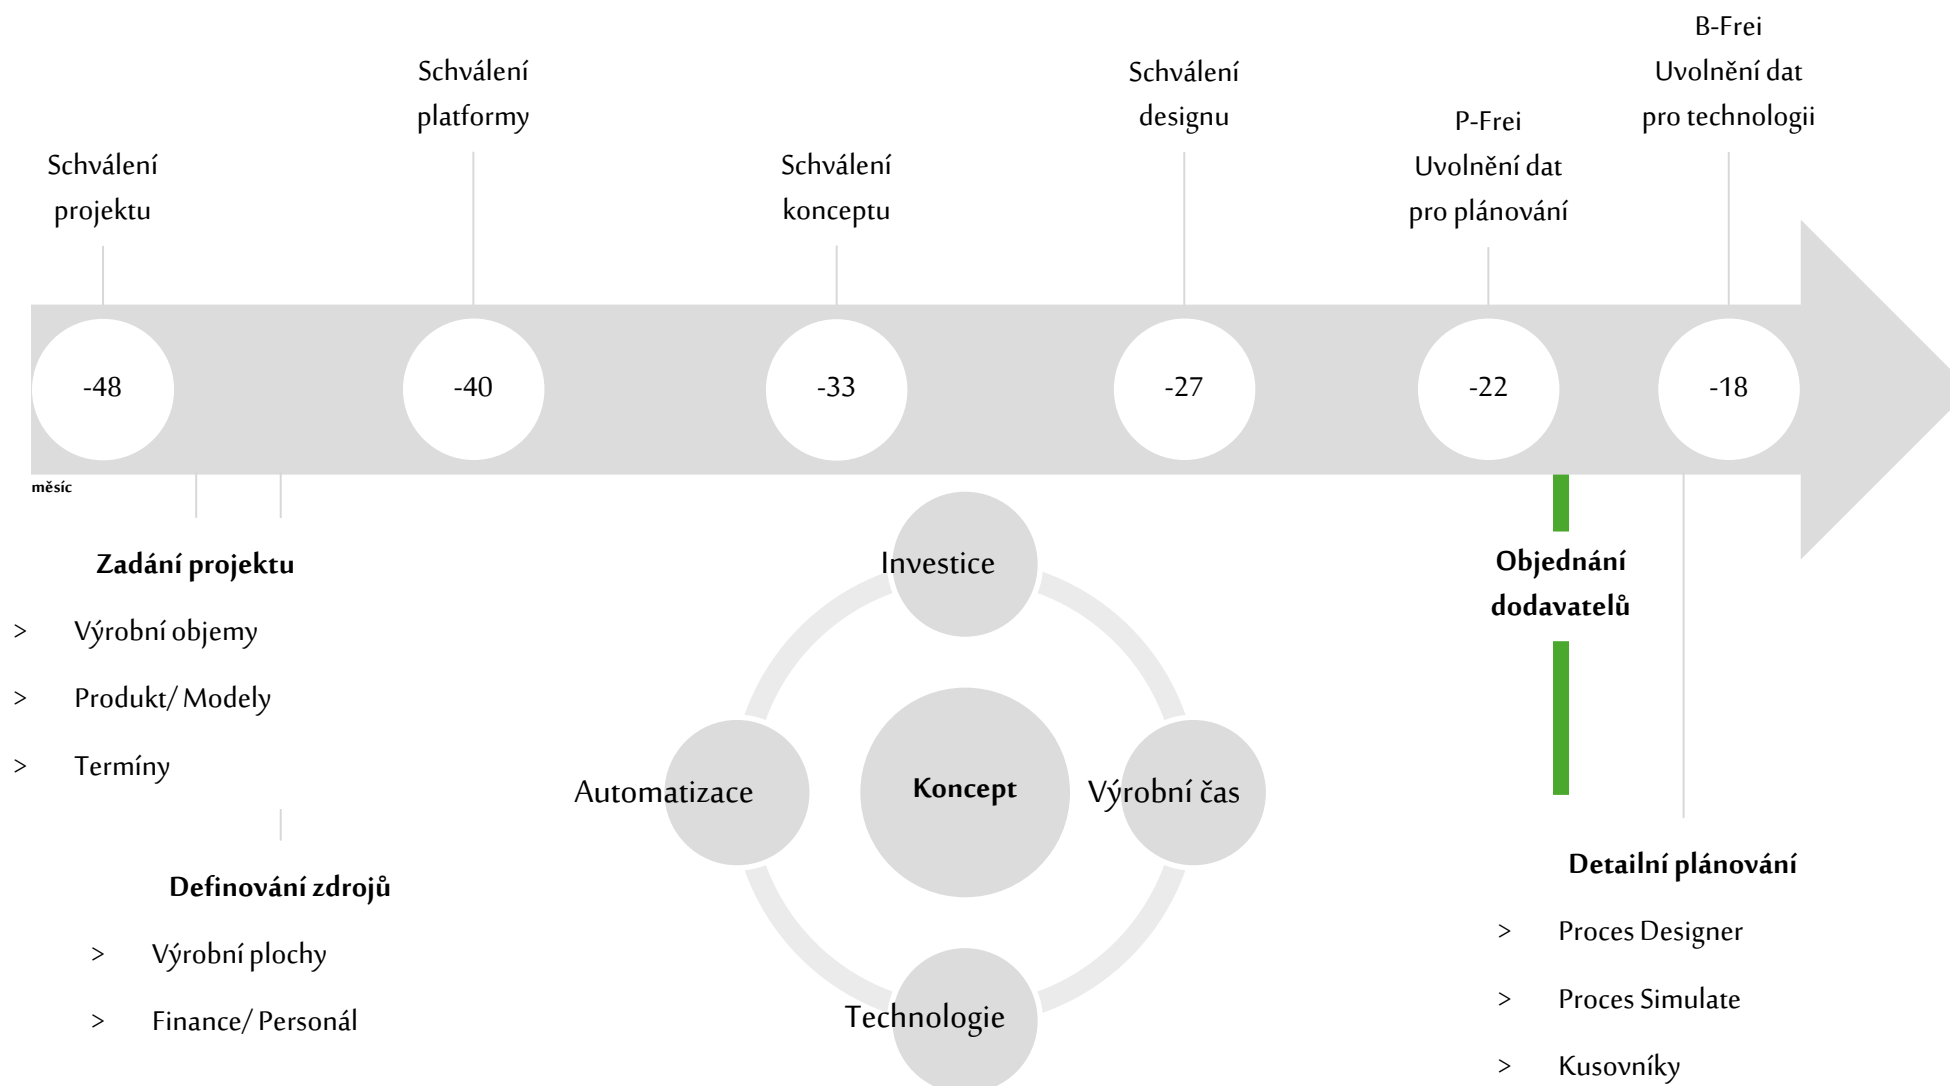 Schválení
projektu
Schválení
platformy
Schválení
konceptu
Schválení
designu
P-Frei
Uvolnění dat
pro plánování
B-Frei
Uvolnění dat
pro technologii
-48
-40
-33
-27
-22
-18
měsíc
Zadání projektu
> Výrobní objemy
> Produkt/ Modely
> Termíny
Definování zdrojů
> Výrobní plochy
> Finance/ Personál
Investice
Automatizace
Koncept
Výrobní čas
Technologie
Objednání
dodavatelů
Detailní plánování
> Proces Designer
> Proces Simulate
> Kusovníky